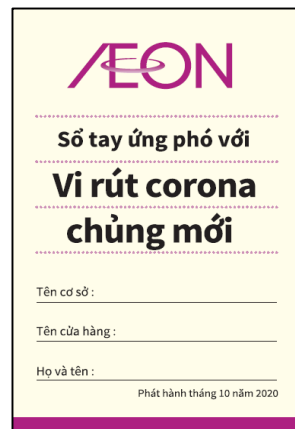 ÆON
Sổ tay ứng phó với
Vi rút corona
chủng mới
Tên cơ sở :
Tên cửa hàng :
Họ và tên :
Phát hành tháng 10 năm 2020